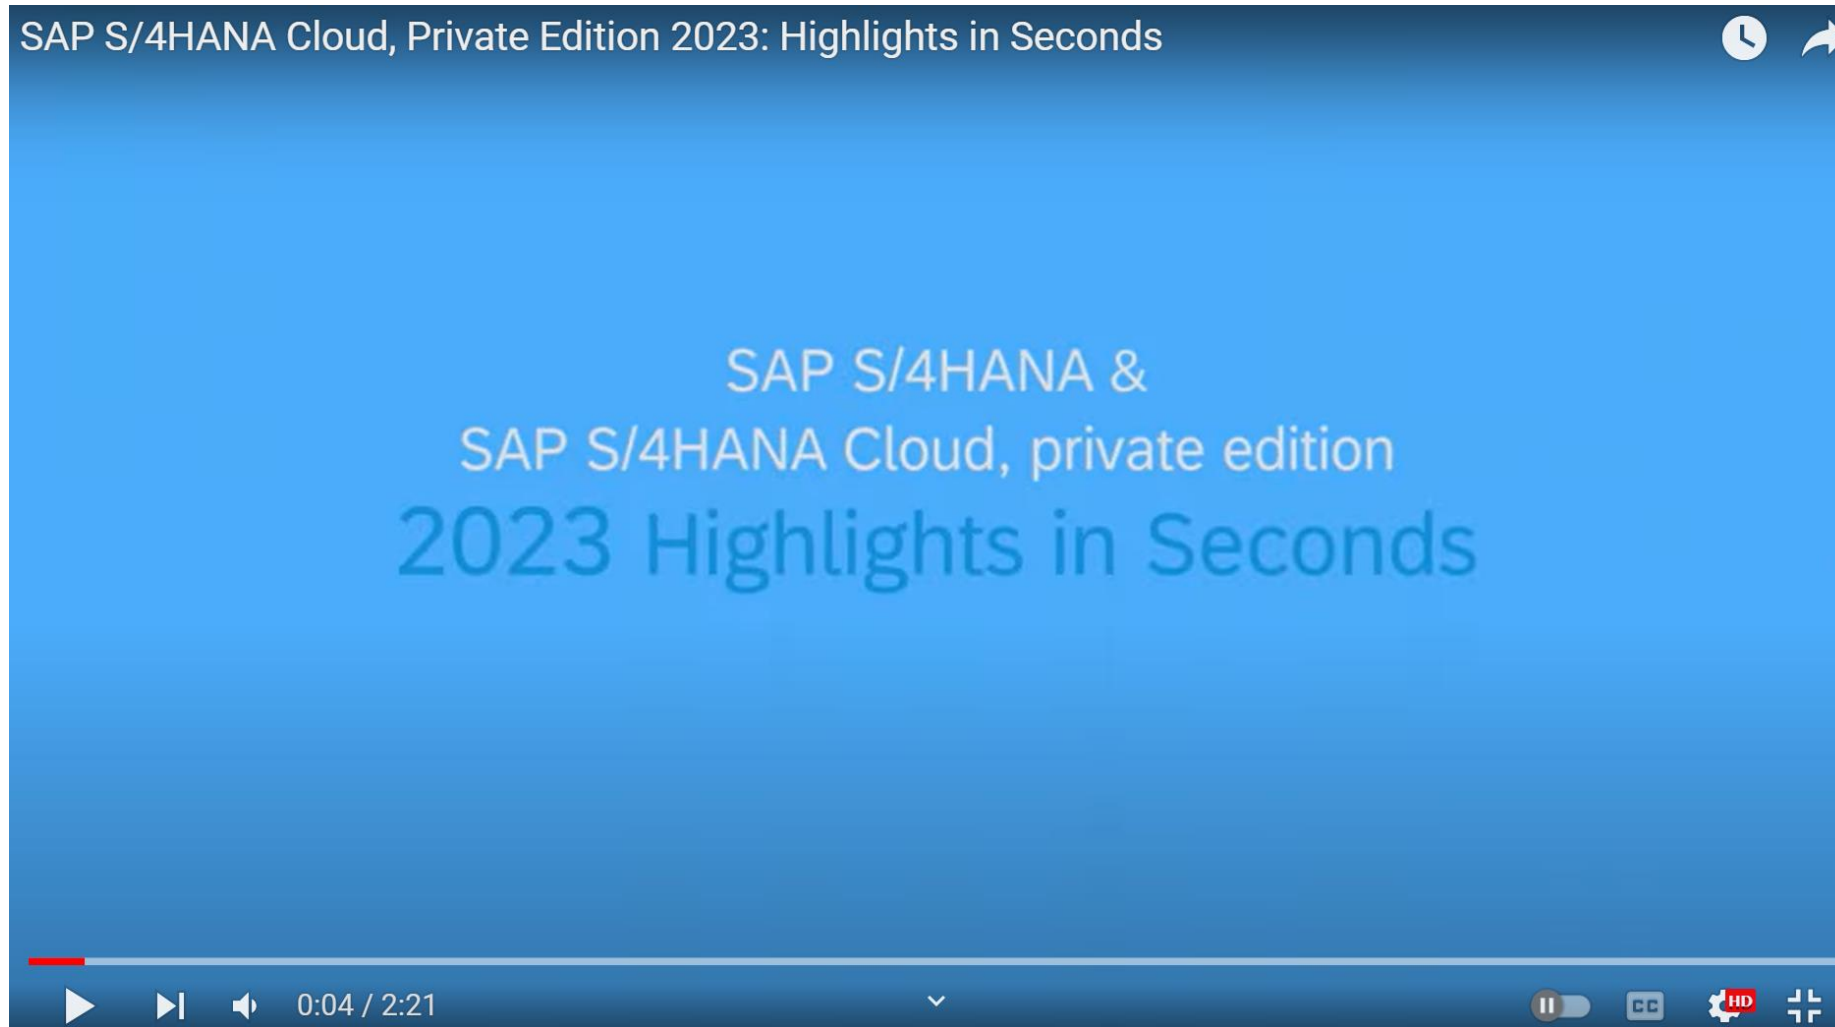 SAP S/4HANA Cloud, Private Edition 2023: Highlights in Seconds
SAP S/4HANA &
SAP S/4HANA Cloud, private edition
2023 Highlights in Seconds
0:04 / 2:21
CC
HD